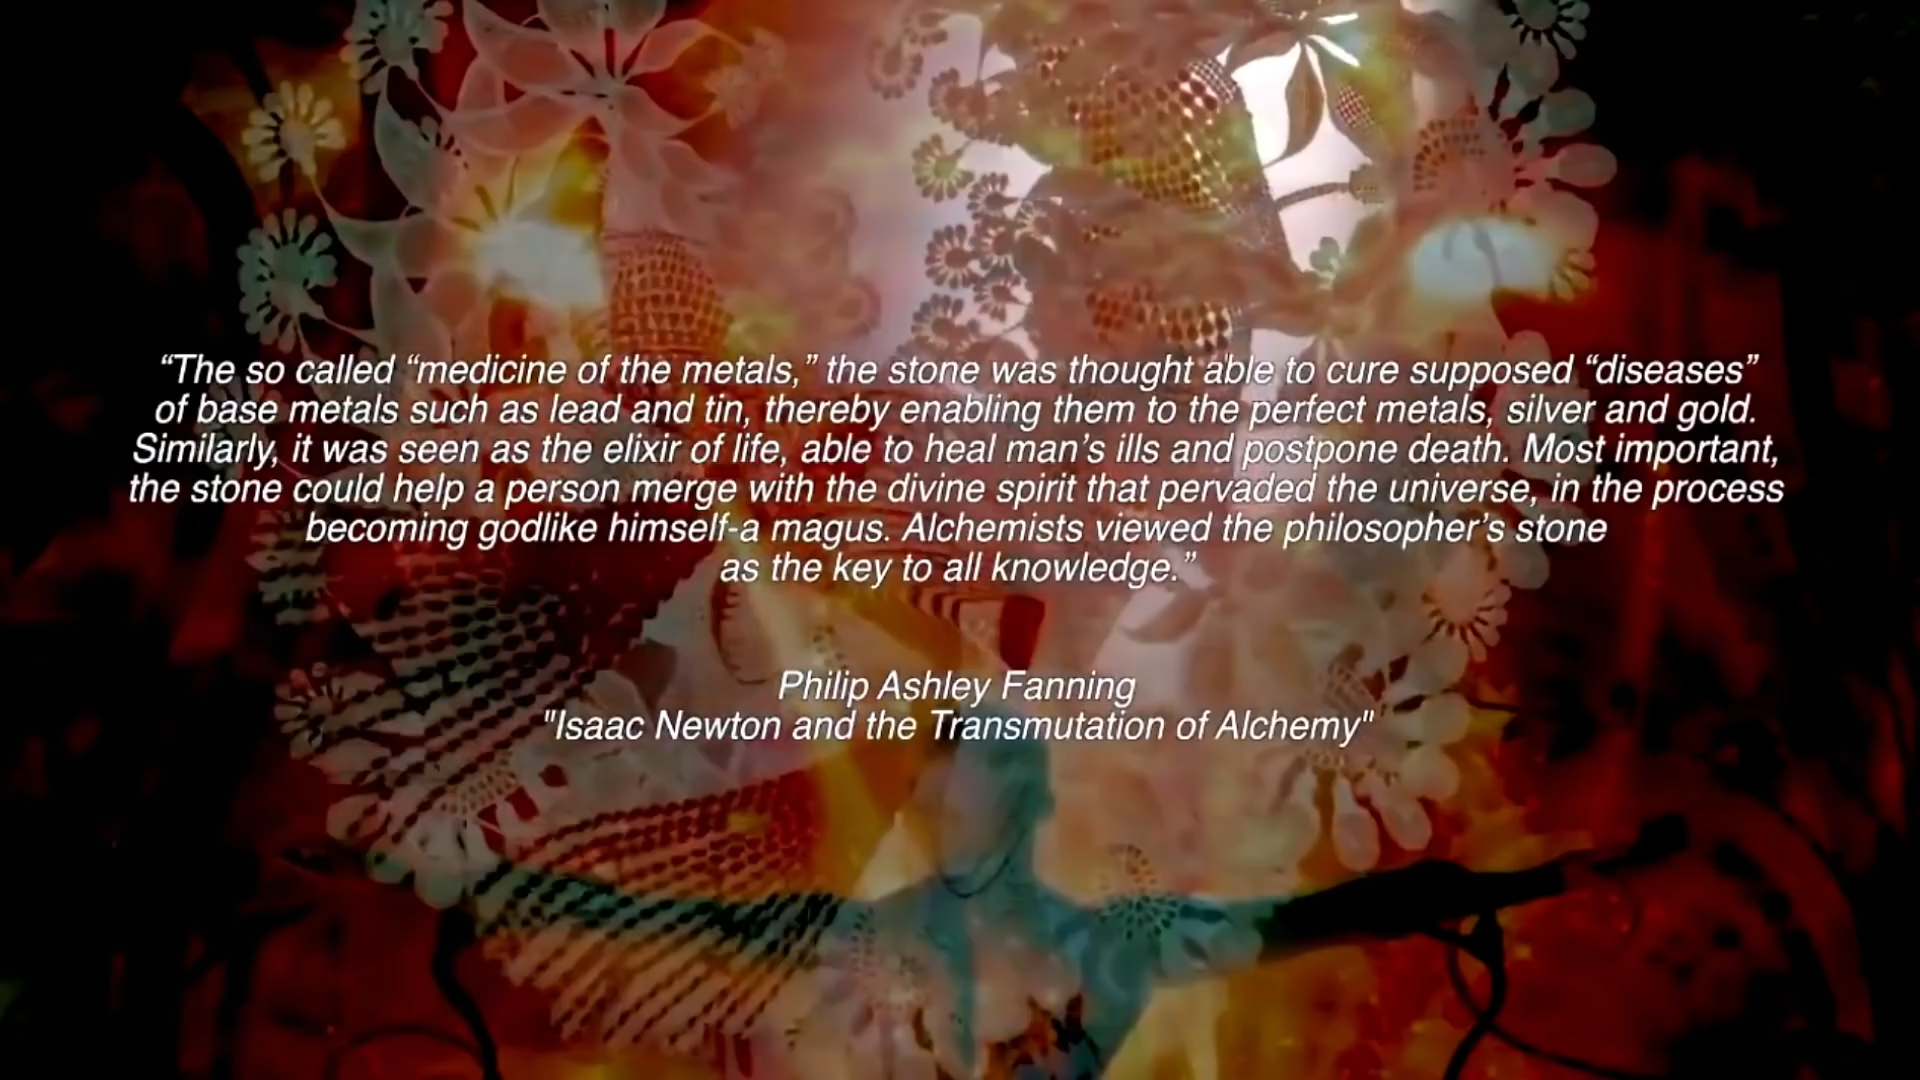 “The so called “medicine of the metals,” the stone was thought able to cure supposed “diseases”
of base metals such as lead and tin, thereby enabling them to the perfect metals, silver and gold.
Similarly, it was seen as the elixir of life, able to heal man’s ills and postpone death. Most important,
the stone could help a person merge with the divine spirit that pervaded the universe, in the process
becoming godlike himself-a magus. Alchemists viewed the philosopher’s stone
as the key to all knowledge.”
Philip Ashley Fanning
"Isaac Newton and the Transmutation of Alchemy"